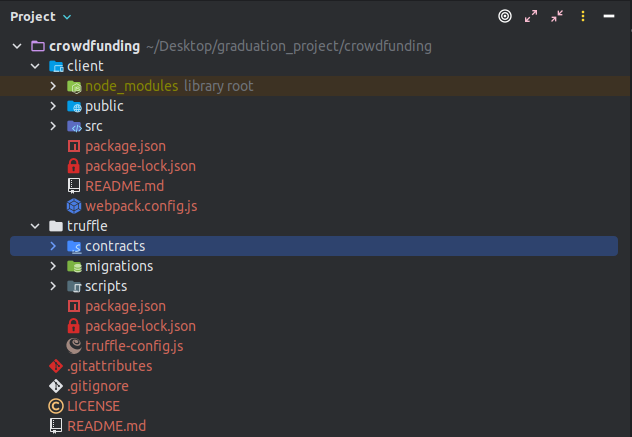 Project
crowdfunding ~/Desktop/graduation_project/crowdfunding
client
node_modules library root
public
src
package.json
package-lock.json
README.md
webpack.config.js
truffle
contracts
migrations
scripts
package.json
package-lock.json
truffle-config.js
.gitattributes
.gitignore
LICENSE
README.md